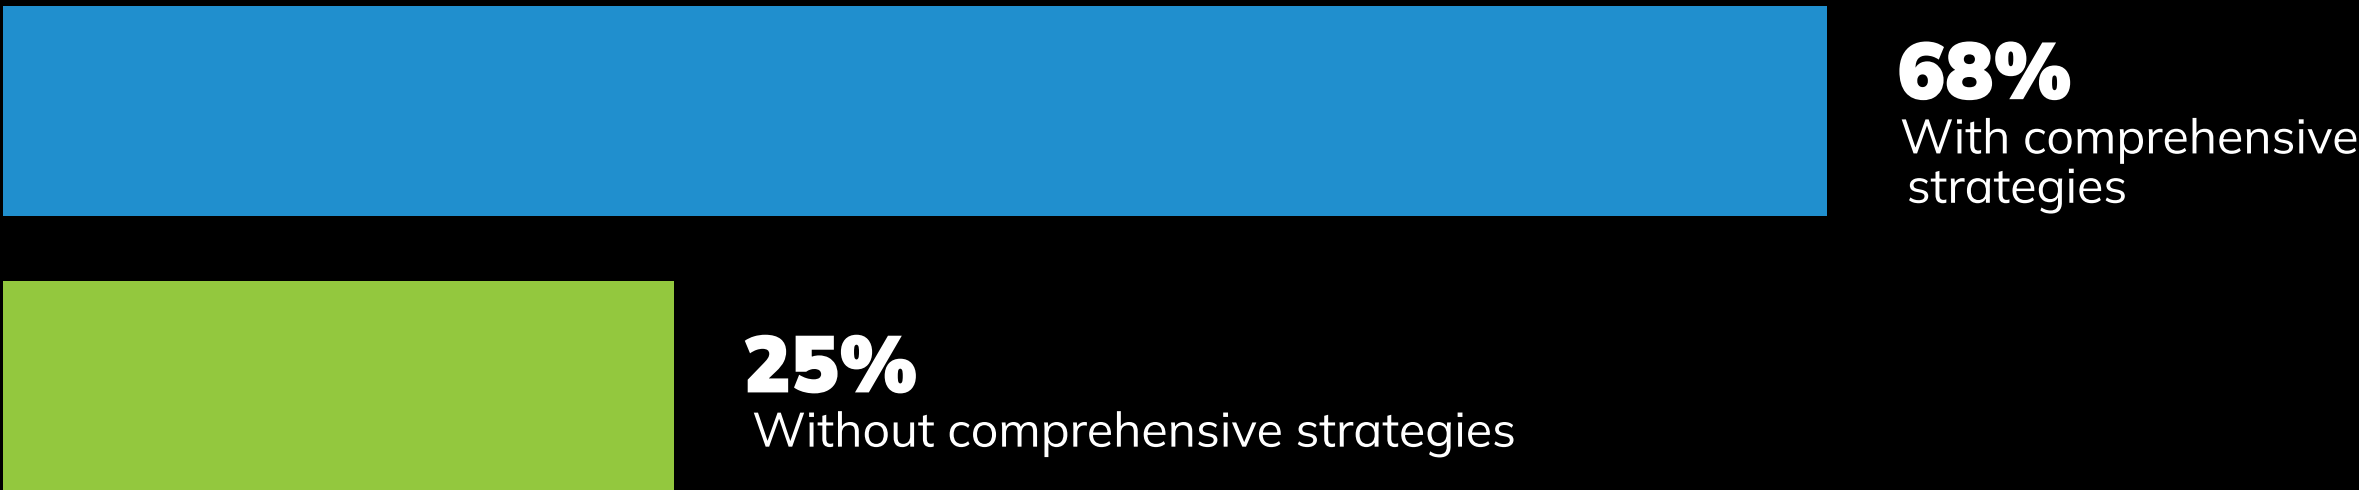 68%
With comprehensive
strategies
25%
Without comprehensive strategies